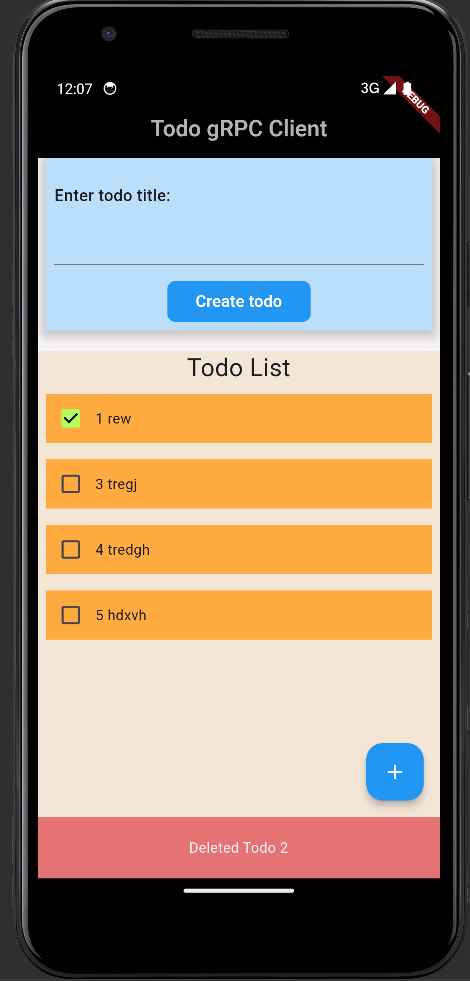 12:07 3G
DEBUG
Todo gRPC Client
Enter todo title:
Create todo
Todo List
1 rew
3 tregj
4 tredgh
5 hdxvh
+
Deleted Todo 2